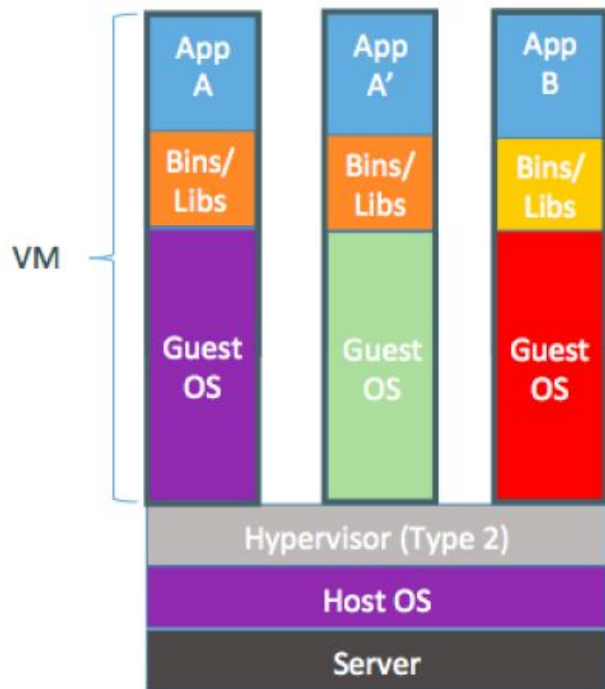 App
A
App
A’
App
B
Bins/
Libs
Bins/
Libs
Bins/
Libs
VM
Guest
OS
Guest
OS
Guest
OS
Hypervisor (Type 2)
Host OS
Server